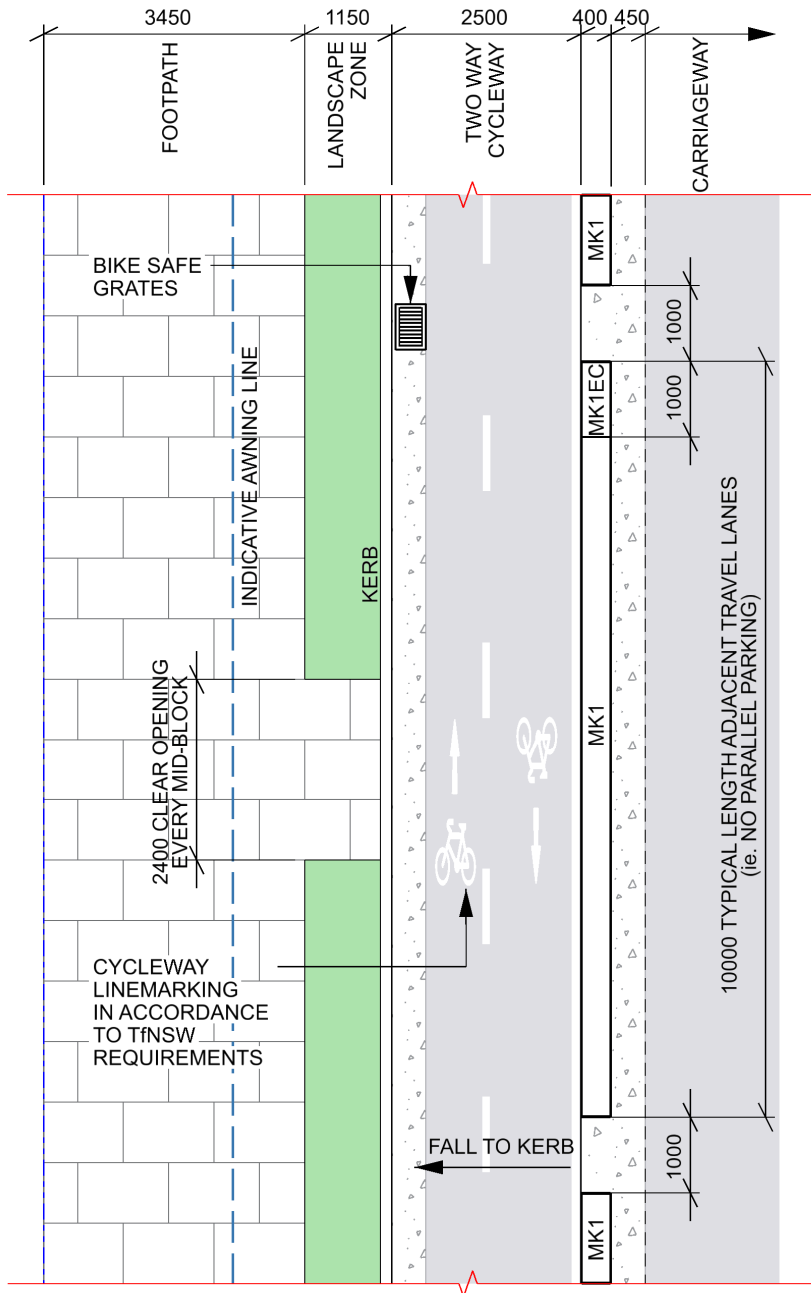 3450
1150
2500
400
450
FOOTPATH
LANDSCAPE
ZONE
TWO WAY
CYCLEWAY
CARRIAGEWAY
MK1
BIKE SAFE
GRATES
1000
MK1EC
1000
INDICATIVE AWNING LINE
KERB
2400 CLEAR OPENING
EVERY MID-BLOCK
MK1
10000 TYPICAL LENGTH ADJACENT TRAVEL LANES
(ie. NO PARALLEL PARKING)
CYCLEWAY
LINEMARKING
IN ACCORDANCE
TO TfNSW
REQUIREMENTS
FALL TO KERB
1000
MK1